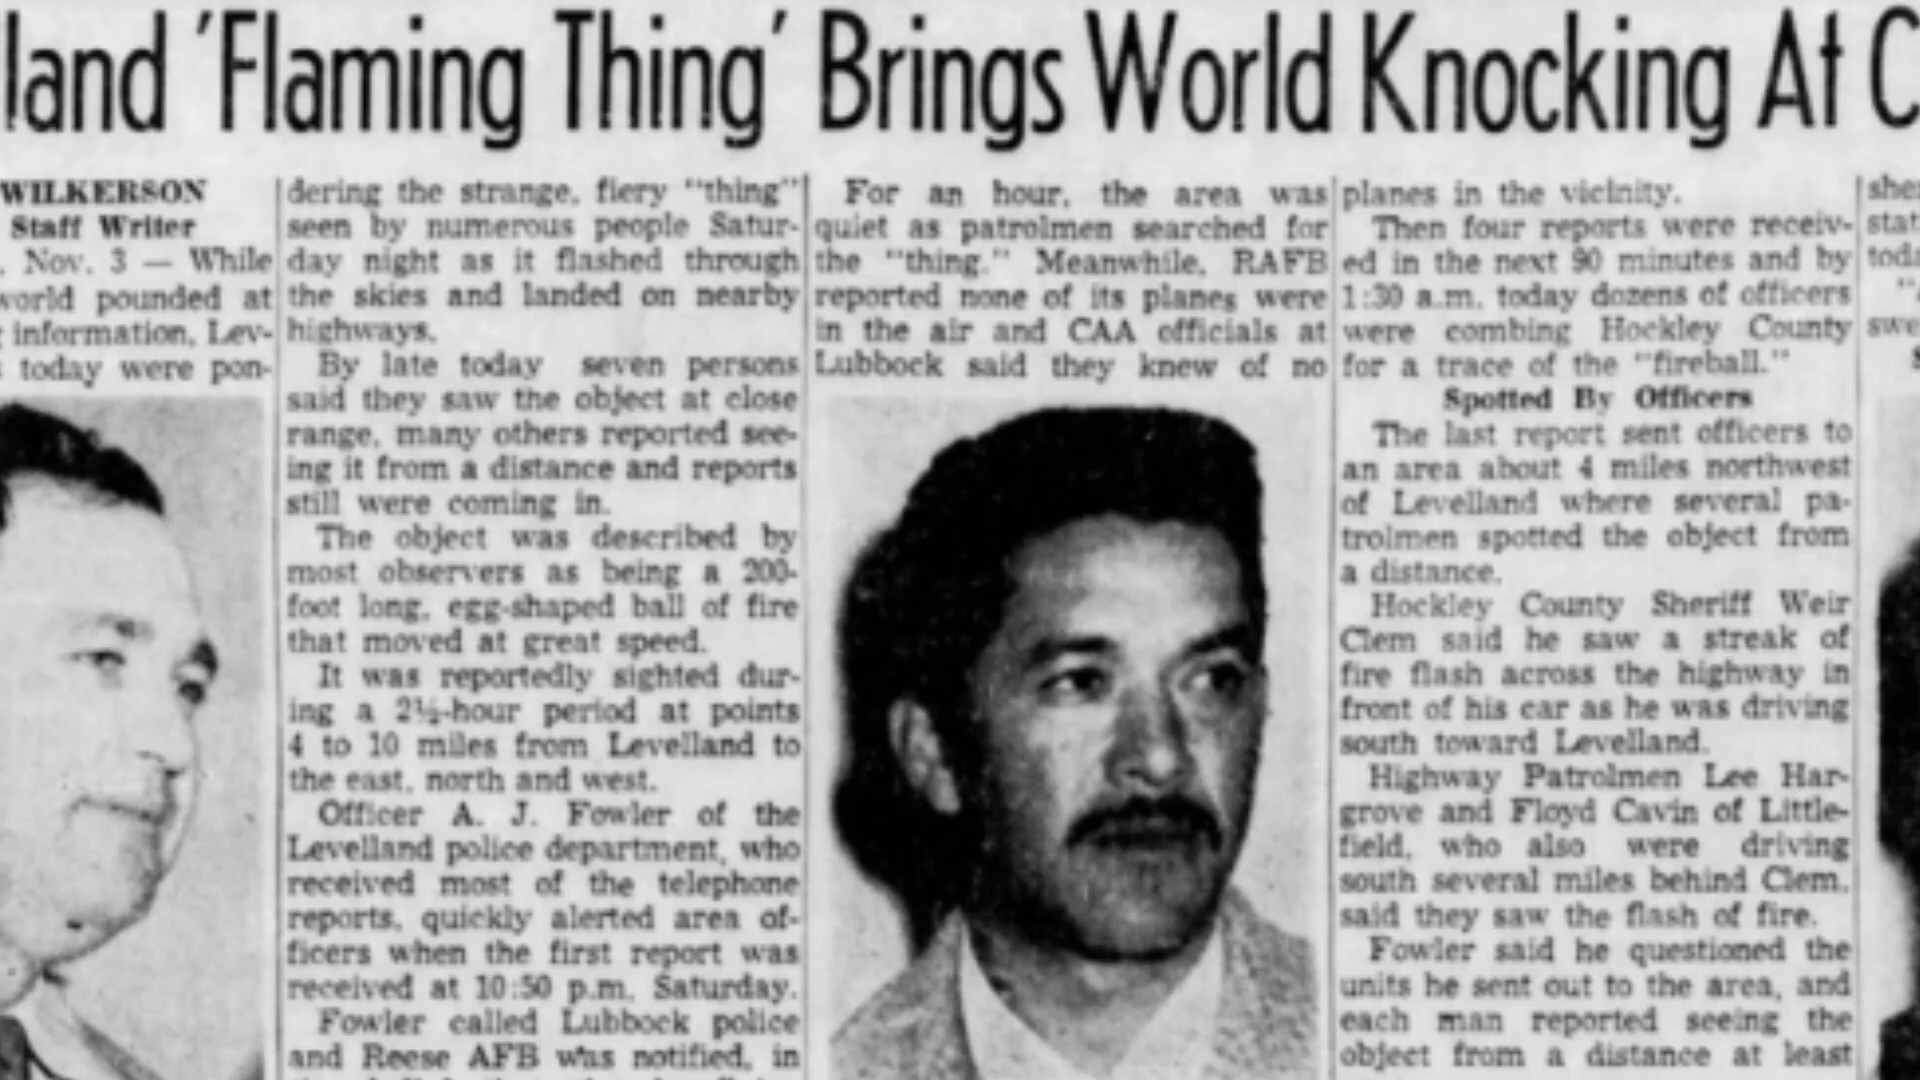 lland 'Flaming Thing' Brings World Knocking At C
WILKERSON
Staff Writer
. Nov. 3 — While
world pounded at
information, Lev-
today were pon-
dering the strange, fiery "thing"
seen by numerous people Satur-
day night as it flashed through
the skies and landed on nearby
highways.
By late today seven persons
said they saw the object at close
range, many others reported see-
ing it from a distance and reports
still were coming in.
The object was described by
most observers as being a 200-
foot long, egg-shaped ball of fire
that moved at great speed.
It was reportedly sighted dur-
ing a 2½-hour period at points
4 to 10 miles from Levelland to
the east, north and west.
Officer A. J. Fowler of the
Levelland police department, who
received most of the telephone
reports, quickly alerted area of-
ficers when the first report was
received at 10:50 p.m. Saturday.
Fowler called Lubbock police
and Reese AFB was notified, in
For an hour, the area was
quiet as patrolmen searched for
the "thing." Meanwhile, RAFB
reported none of its planes were
in the air and CAA officials at
Lubbock said they knew of no
planes in the vicinity.
Then four reports were receiv-
ed in the next 90 minutes and by
1:30 a.m. today dozens of officers
were combing Hockley County
for a trace of the "fireball."
Spotted By Officers
The last report sent officers to
an area about 4 miles northwest
of Levelland where several pa-
trolmen spotted the object from
a distance.
Hockley County Sheriff Weir
Clem said he saw a streak of
fire flash across the highway in
front of his car as he was driving
south toward Levelland.
Highway Patrolmen Lee Har-
grove and Floyd Cavin of Little-
field, who also were driving
south several miles behind Clem,
said they saw the flash of fire.
Fowler said he questioned the
units he sent out to the area, and
each man reported seeing the
object from a distance at least
she
stat
toda
swe